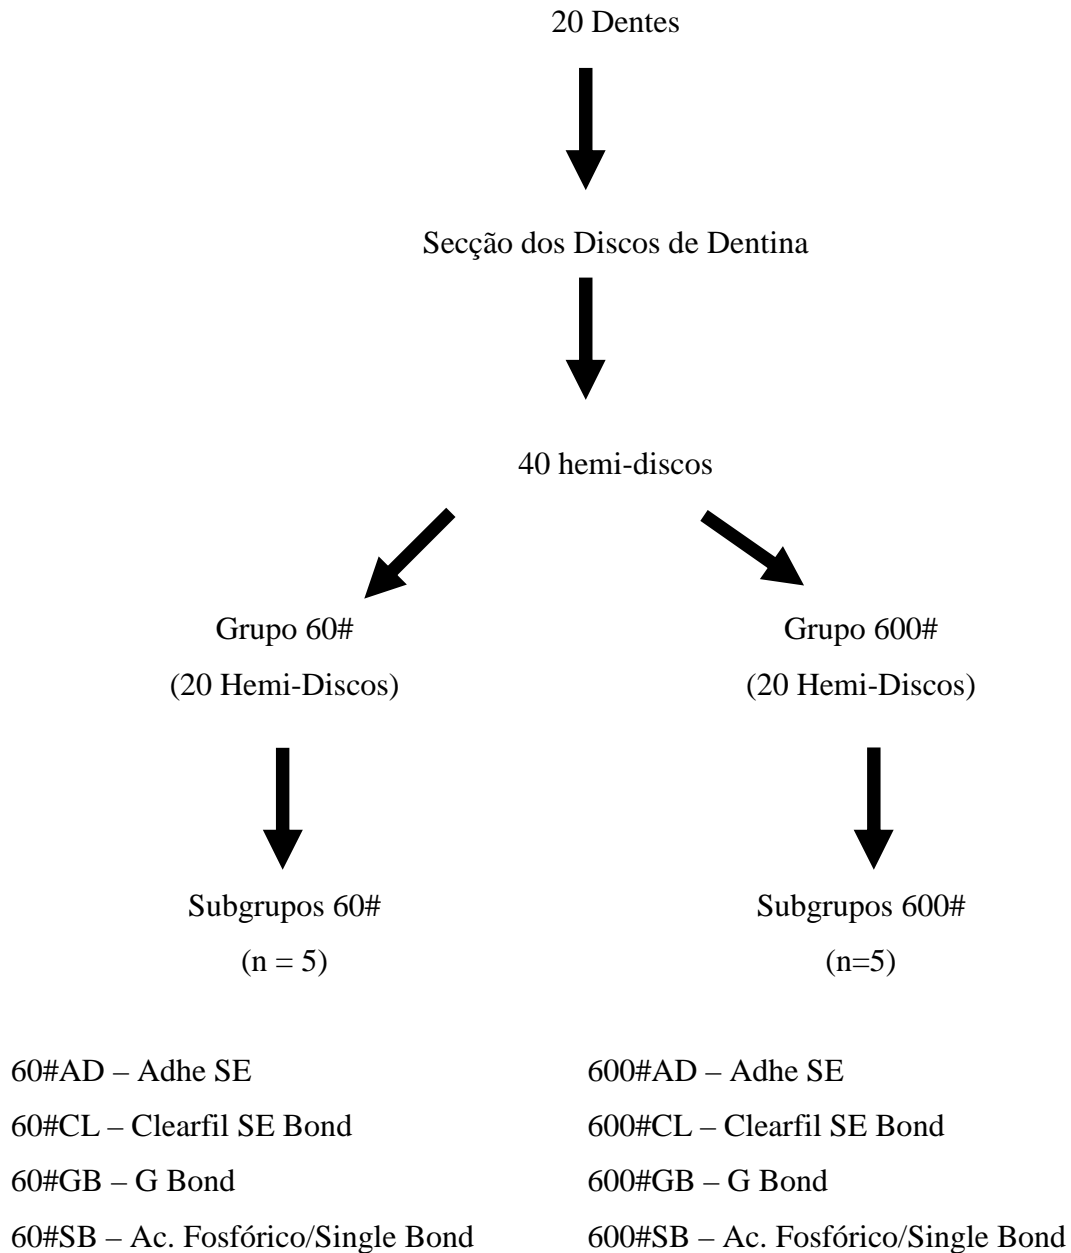 20 Dentes
Secção dos Discos de Dentina
40 hemi-discos
Grupo 60#
(20 Hemi-Discos)
Grupo 600#
(20 Hemi-Discos)
Subgrupos 60#
(n = 5)
Subgrupos 600#
(n=5)
60#AD – Adhe SE
60#CL – Clearfil SE Bond
60#GB – G Bond
60#SB – Ac. Fosfórico/Single Bond
600#AD – Adhe SE
600#CL – Clearfil SE Bond
600#GB – G Bond
600#SB – Ac. Fosfórico/Single Bond